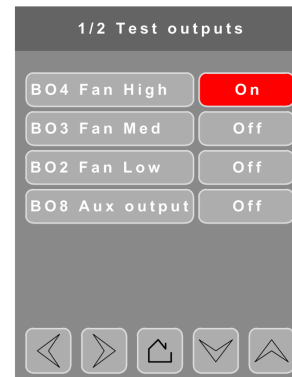 1/2 Test outputs
BO4 Fan High On
BO3 Fan Med Off
BO2 Fan Low Off
BO8 Aux output Off